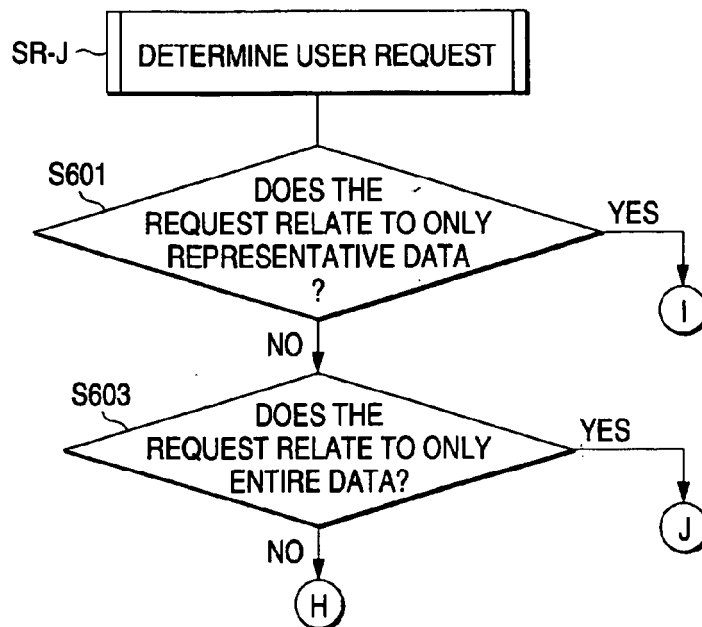 SR-J
DETERMINE USER REQUEST
S601
DOES THE
REQUEST RELATE TO ONLY
REPRESENTATIVE DATA
?
YES
I
NO
S603
DOES THE
REQUEST RELATE TO ONLY
ENTIRE DATA?
YES
J
NO
H